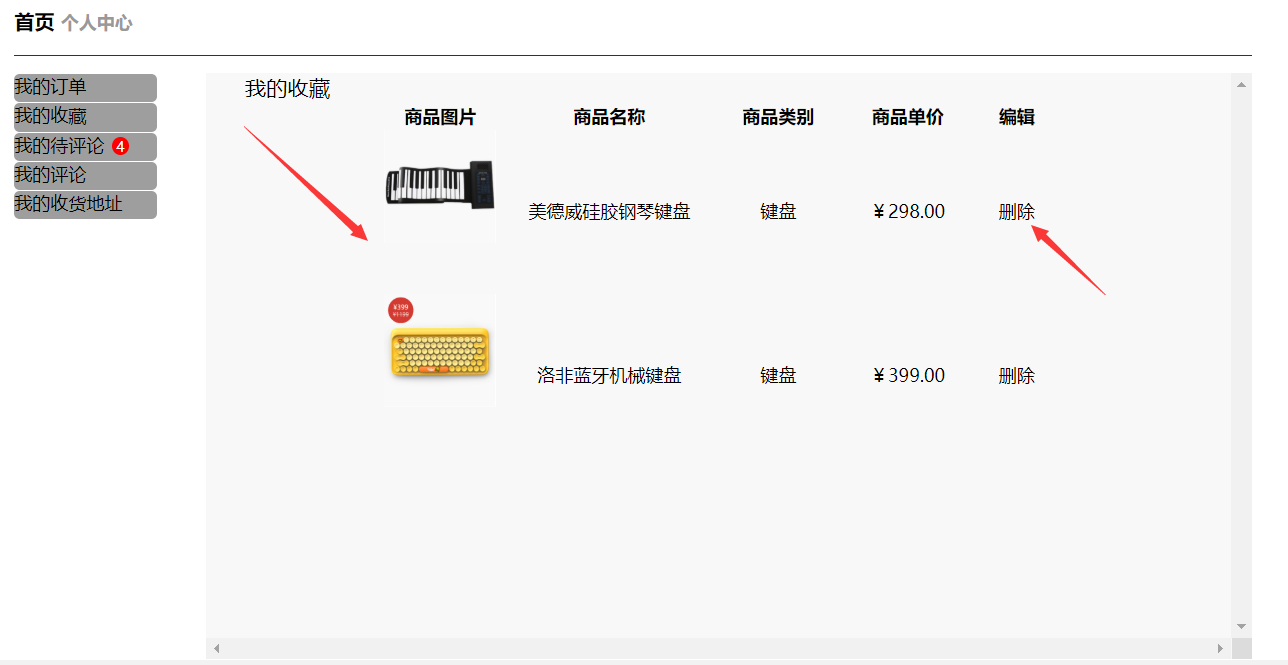 首页 个人中心
我的订单
我的收藏
我的待评论 4
我的评论
我的收货地址
我的收藏
商品图片 商品名称 商品类别 商品单价 编辑
美德威硅胶钢琴键盘 键盘 ¥ 298.00 删除
¥399
¥1199
洛非蓝牙机械键盘 键盘 ¥ 399.00 删除